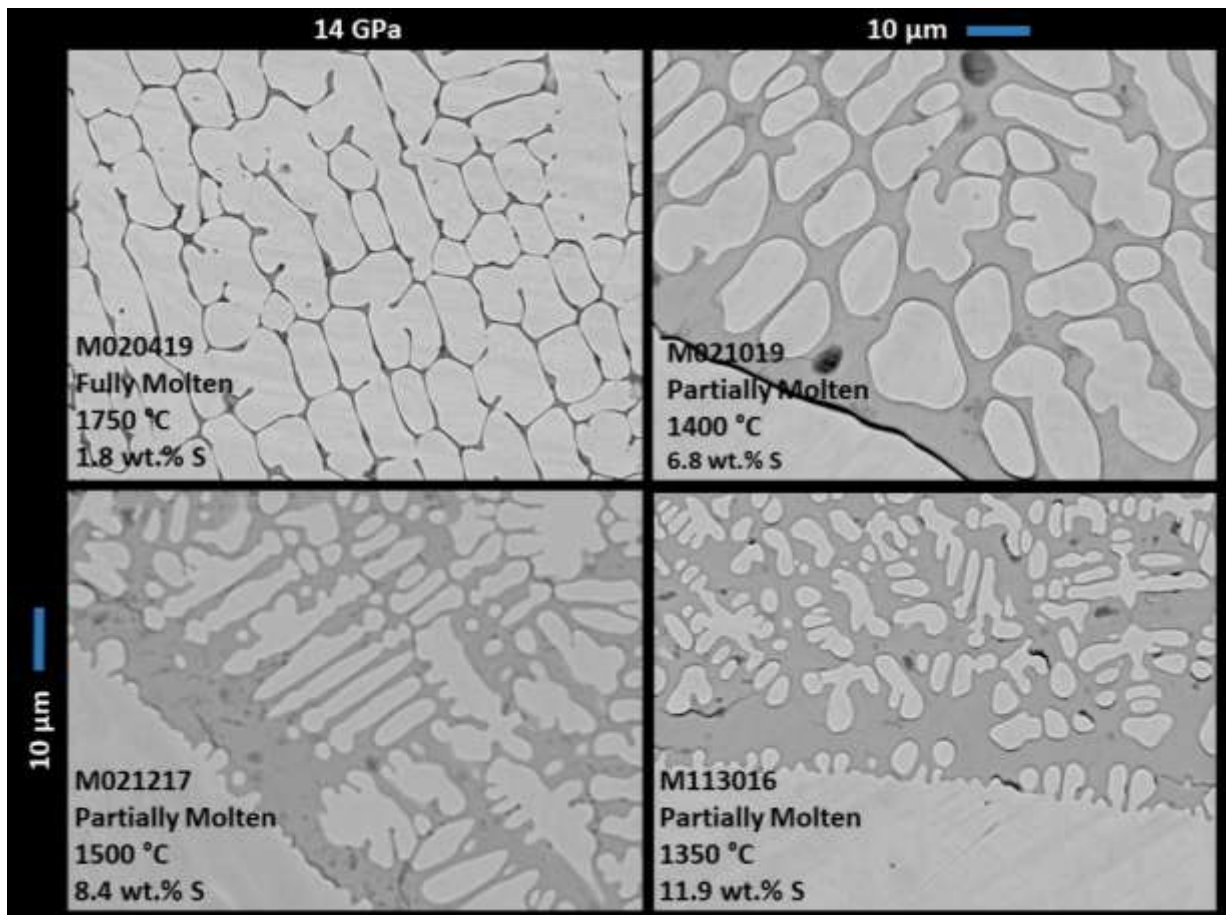 14 GPa
10 µm
M020419
Fully Molten
1750 °C
1.8 wt.% S
M021019
Partially Molten
1400 °C
6.8 wt.% S
10 µm
M021217
Partially Molten
1500 °C
8.4 wt.% S
M113016
Partially Molten
1350 °C
11.9 wt.% S